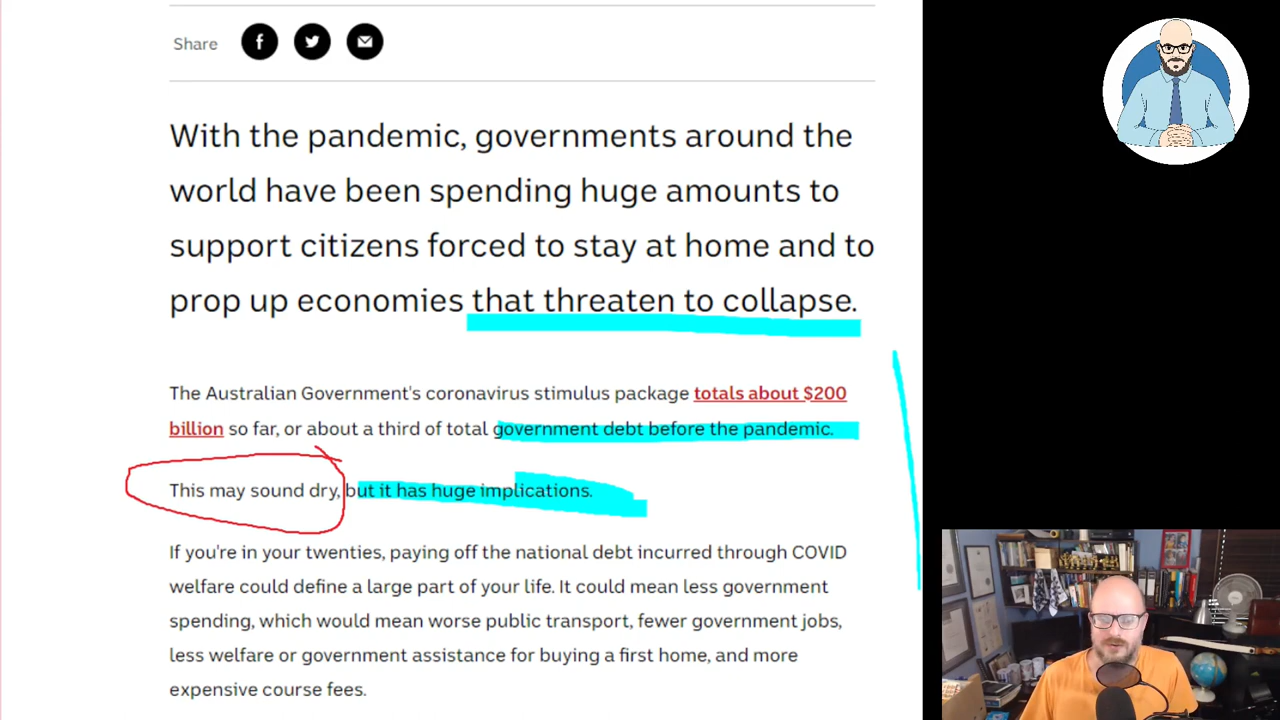 Share
With the pandemic, governments around the
world have been spending huge amounts to
support citizens forced to stay at home and to
prop up economies that threaten to collapse.
The Australian Government's coronavirus stimulus package totals about $200
billion so far, or about a third of total government debt before the pandemic.
This may sound dry, but it has huge implications.
If you're in your twenties, paying off the national debt incurred through COVID
welfare could define a large part of your life. It could mean less government
spending, which would mean worse public transport, fewer government jobs,
less welfare or government assistance for buying a first home, and more
expensive course fees.